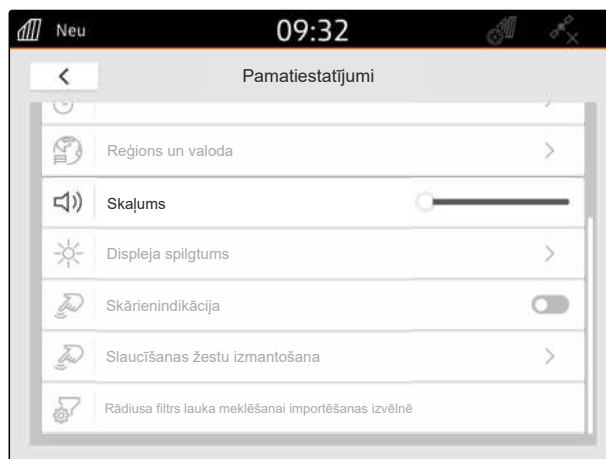 Neu
09:32
Pamatiestatījumi
Reģions un valoda
Skaļums
Displeja spilgtums
Skārienindikācija
Slaucīšanas žestu izmantošana
Rādiusa filtrs lauka meklēšanai importēšanas izvēlnē